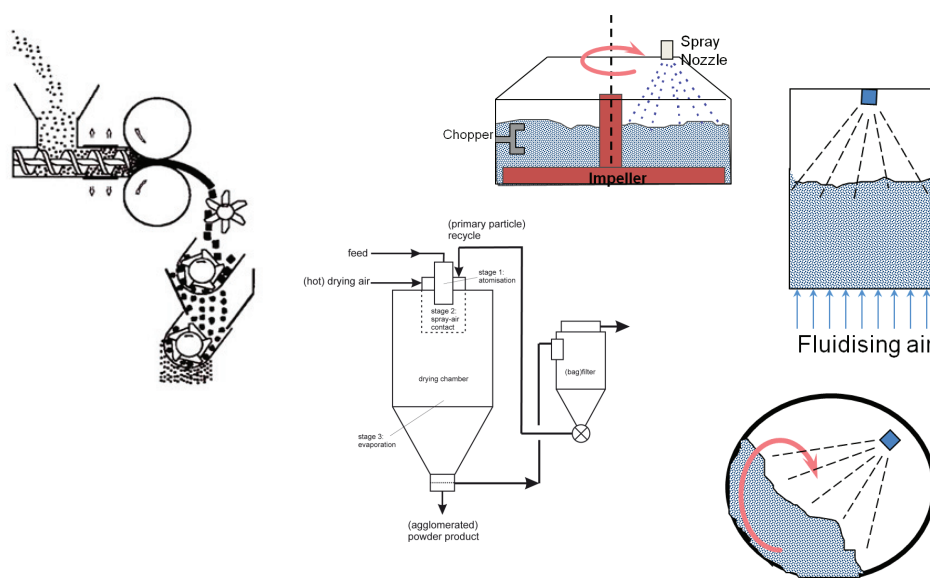 Spray
Nozzle
Chopper
Impeller
(primary particle)
recycle
feed
stage 1:
atomisation
(hot) drying air
stage 2:
spray-air
contact
(bag)filter
drying chamber
stage 3:
evaporation
(agglomerated)
powder product
Fluidising air